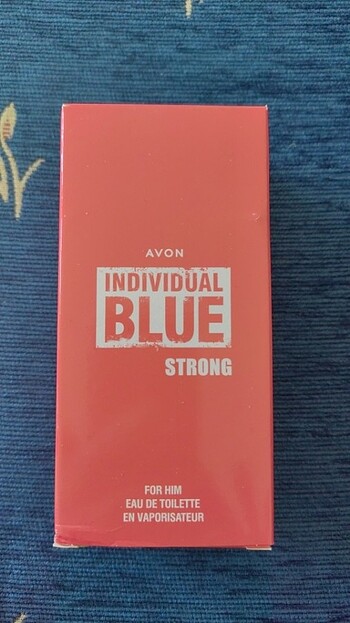 AVON
INDIVIDUAL
BLUE
STRONG
FOR HIM
EAU DE TOILETTE
EN VAPORISATEUR